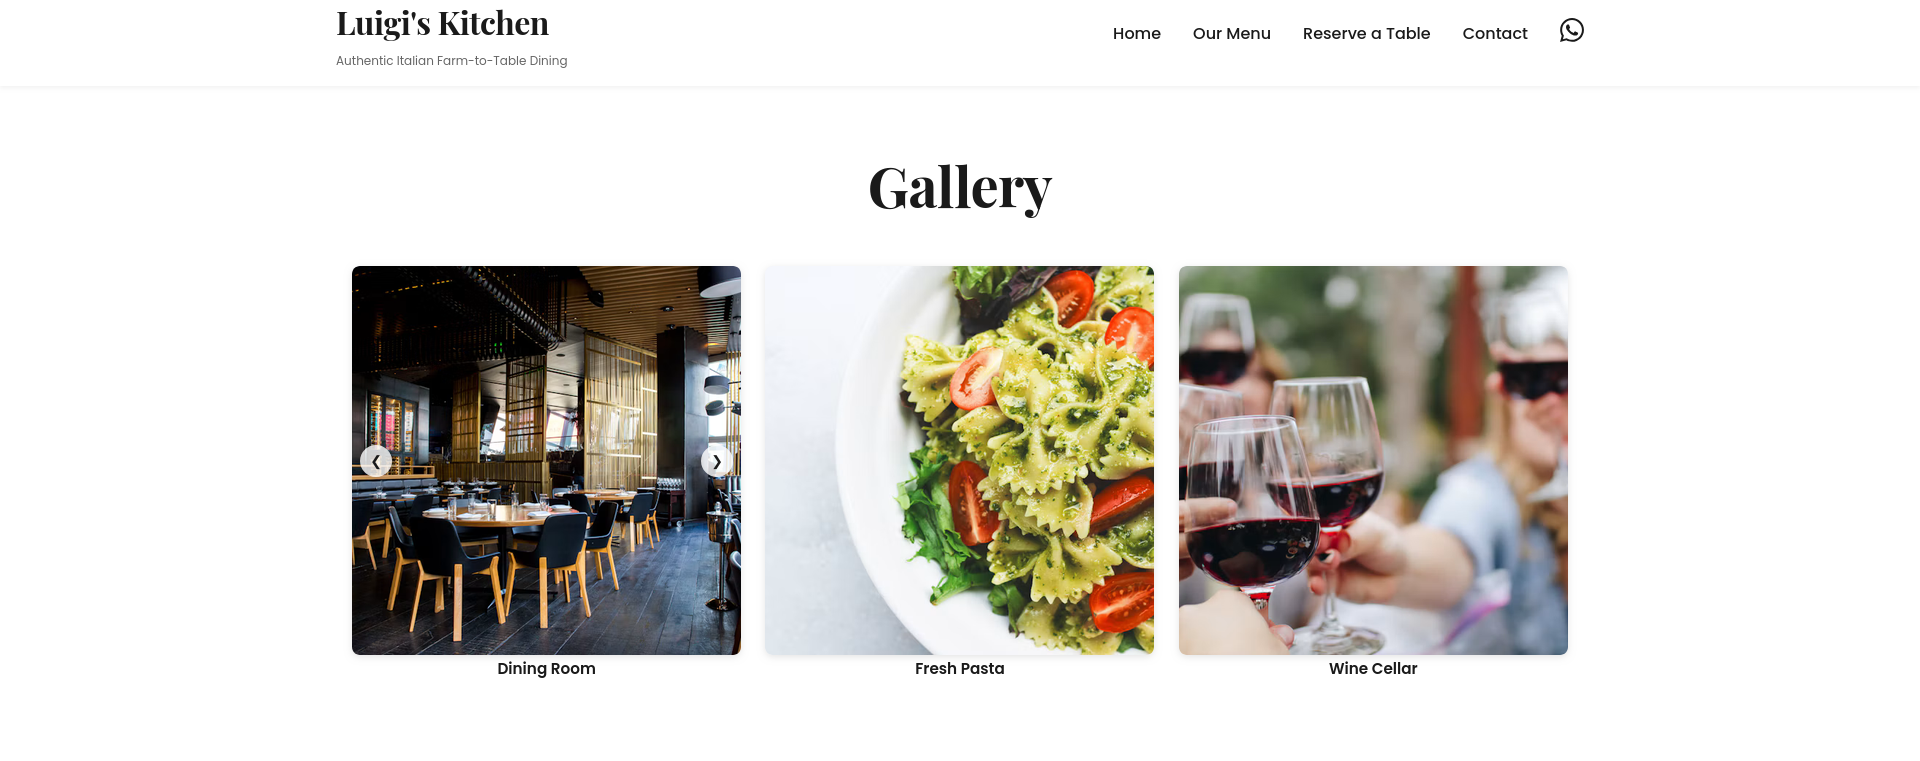 Luigi's Kitchen
Authentic Italian Farm-to-Table Dining
Home
Our Menu
Reserve a Table
Contact
Gallery
❮
❯
Dining Room
Fresh Pasta
Wine Cellar